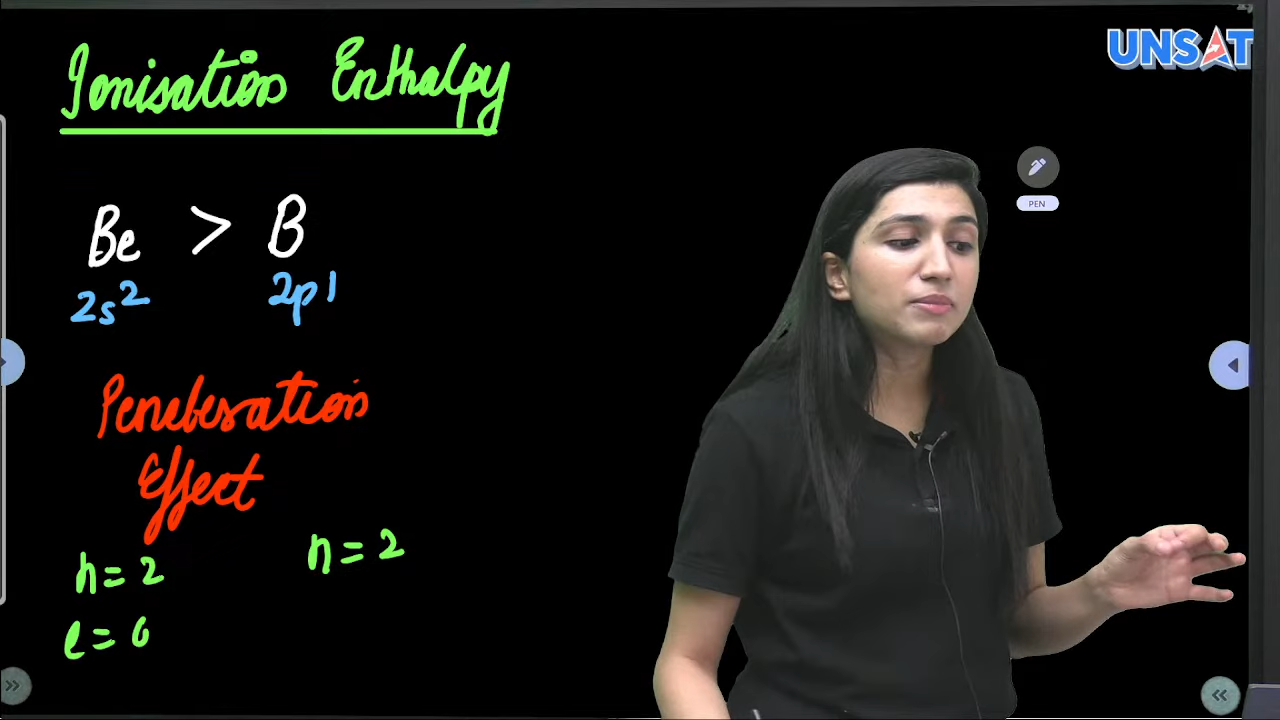 Ionisation Enthalpy
UNSAT
Be > B
2s2 2p1
PEN
Penetration
Effect
n = 2 n = 2
l = 0